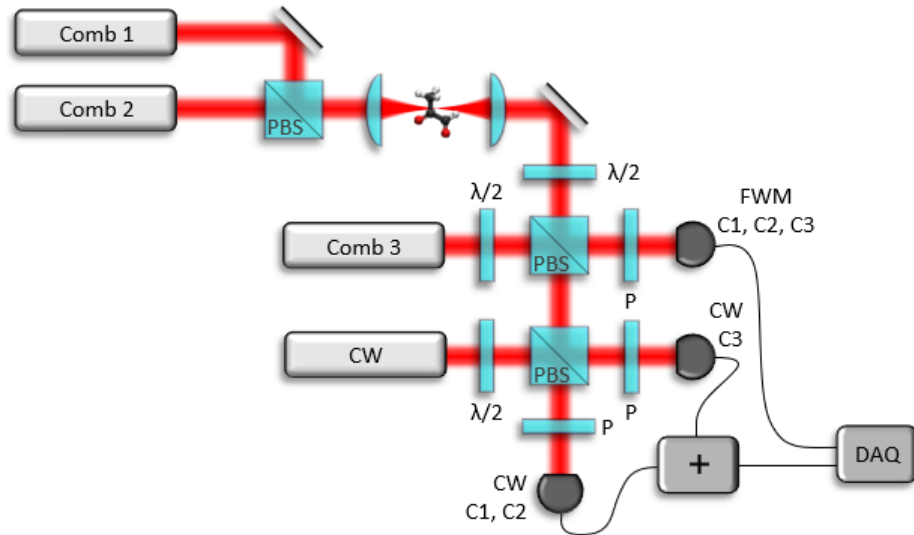 Comb 1
Comb 2
PBS
λ/2
λ/2
FWM
C1, C2, C3
Comb 3
PBS
P
CW
C3
CW
PBS
λ/2
P
P
DAQ
+
CW
C1, C2